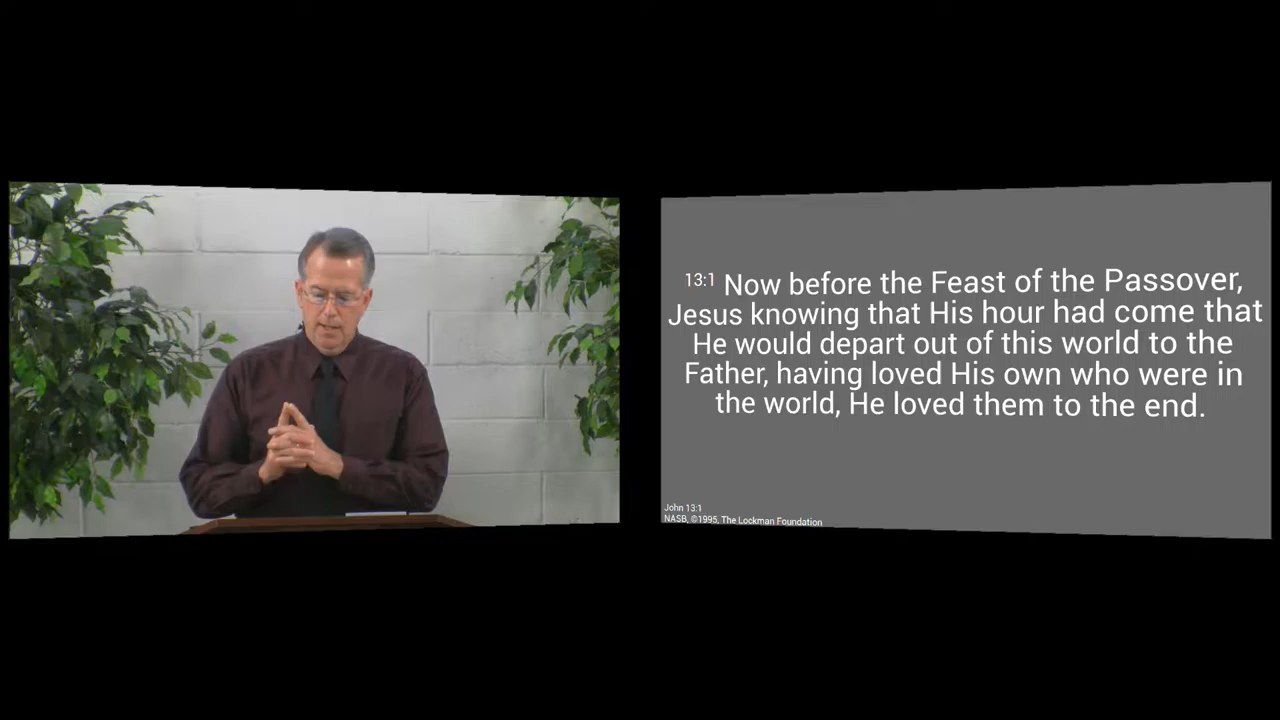 13:1 Now before the Feast of the Passover,
Jesus knowing that His hour had come that
He would depart out of this world to the
Father, having loved His own who were in
the world, He loved them to the end.
John 13:1
NASB, ©1995, The Lockman Foundation